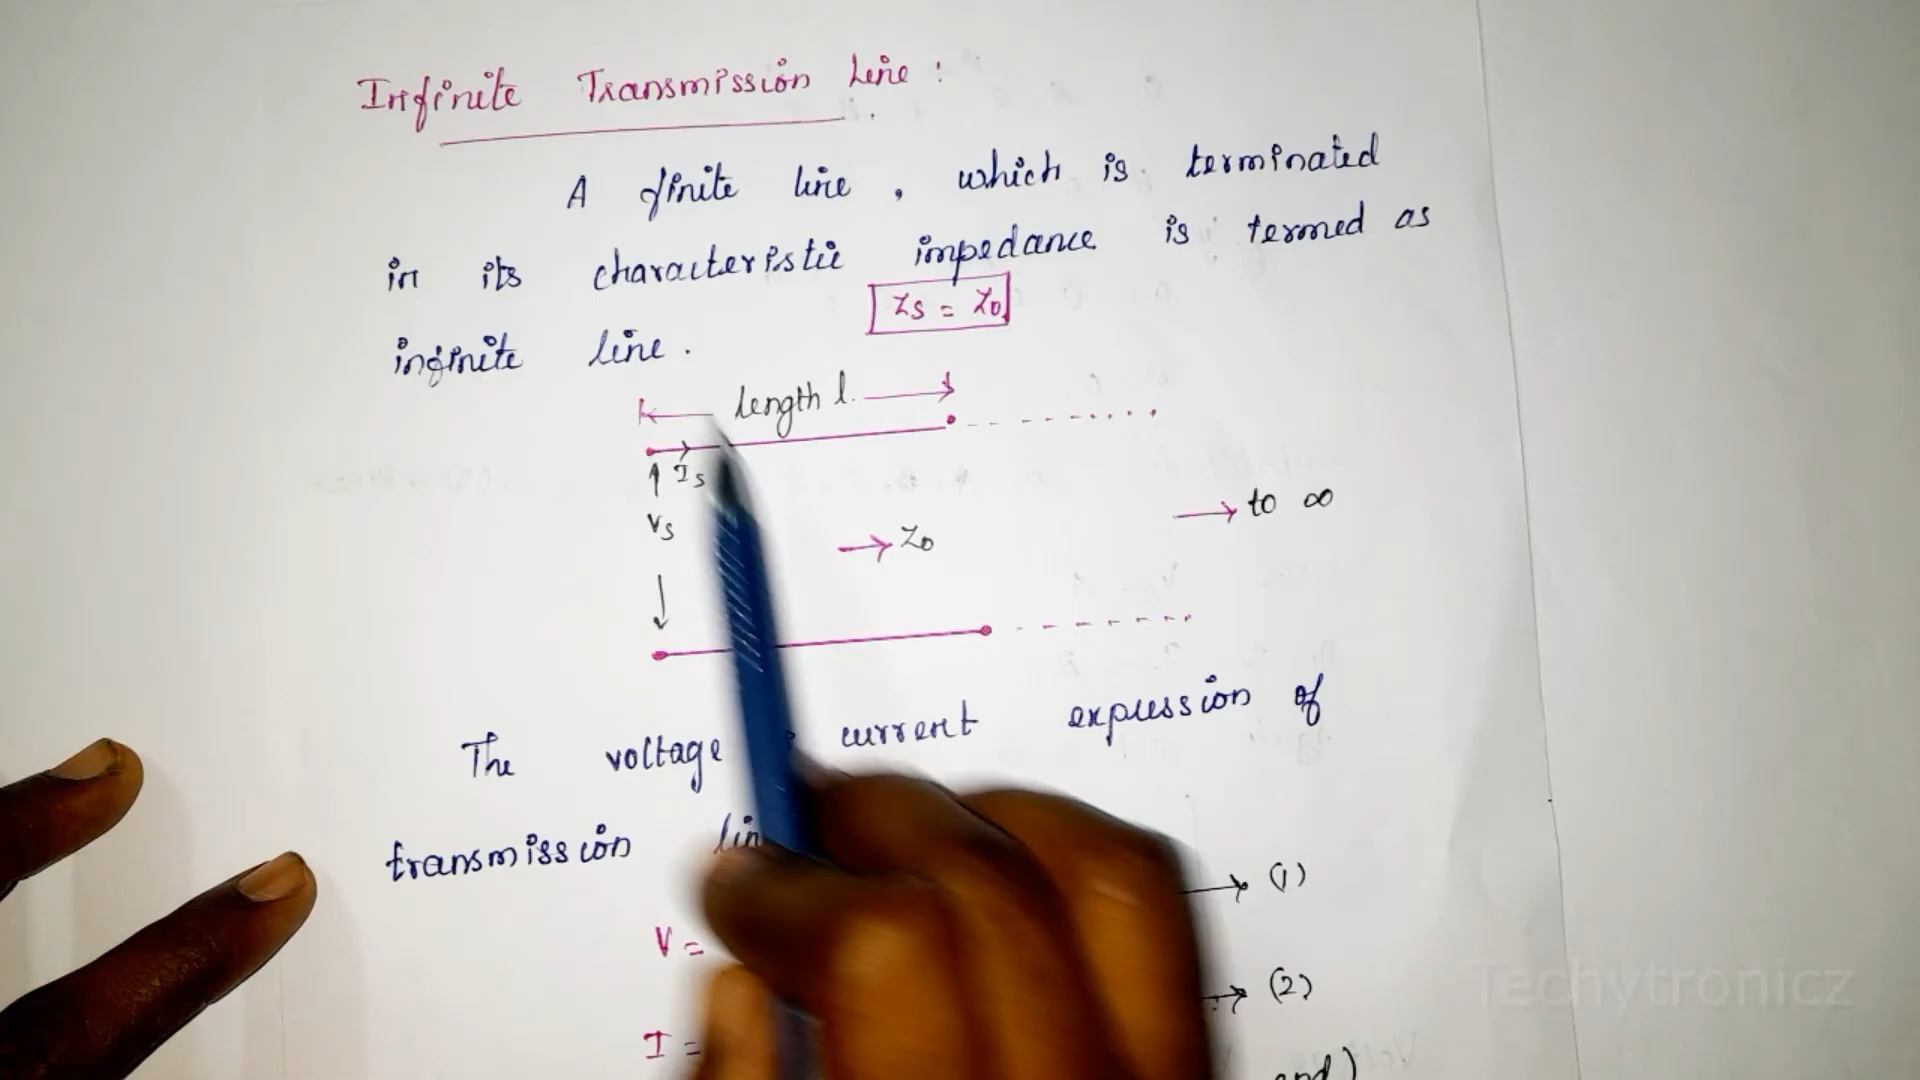 Infinite Transmission Line :
A finite line , which is terminated
in its characteristic impedance is termed as
Zs = Z0
infinite line .
length l.
Is
Vs
Z0
to ∞
The voltage current expression of
transmission
(1)
V =
(2)
I =
Techytronicz